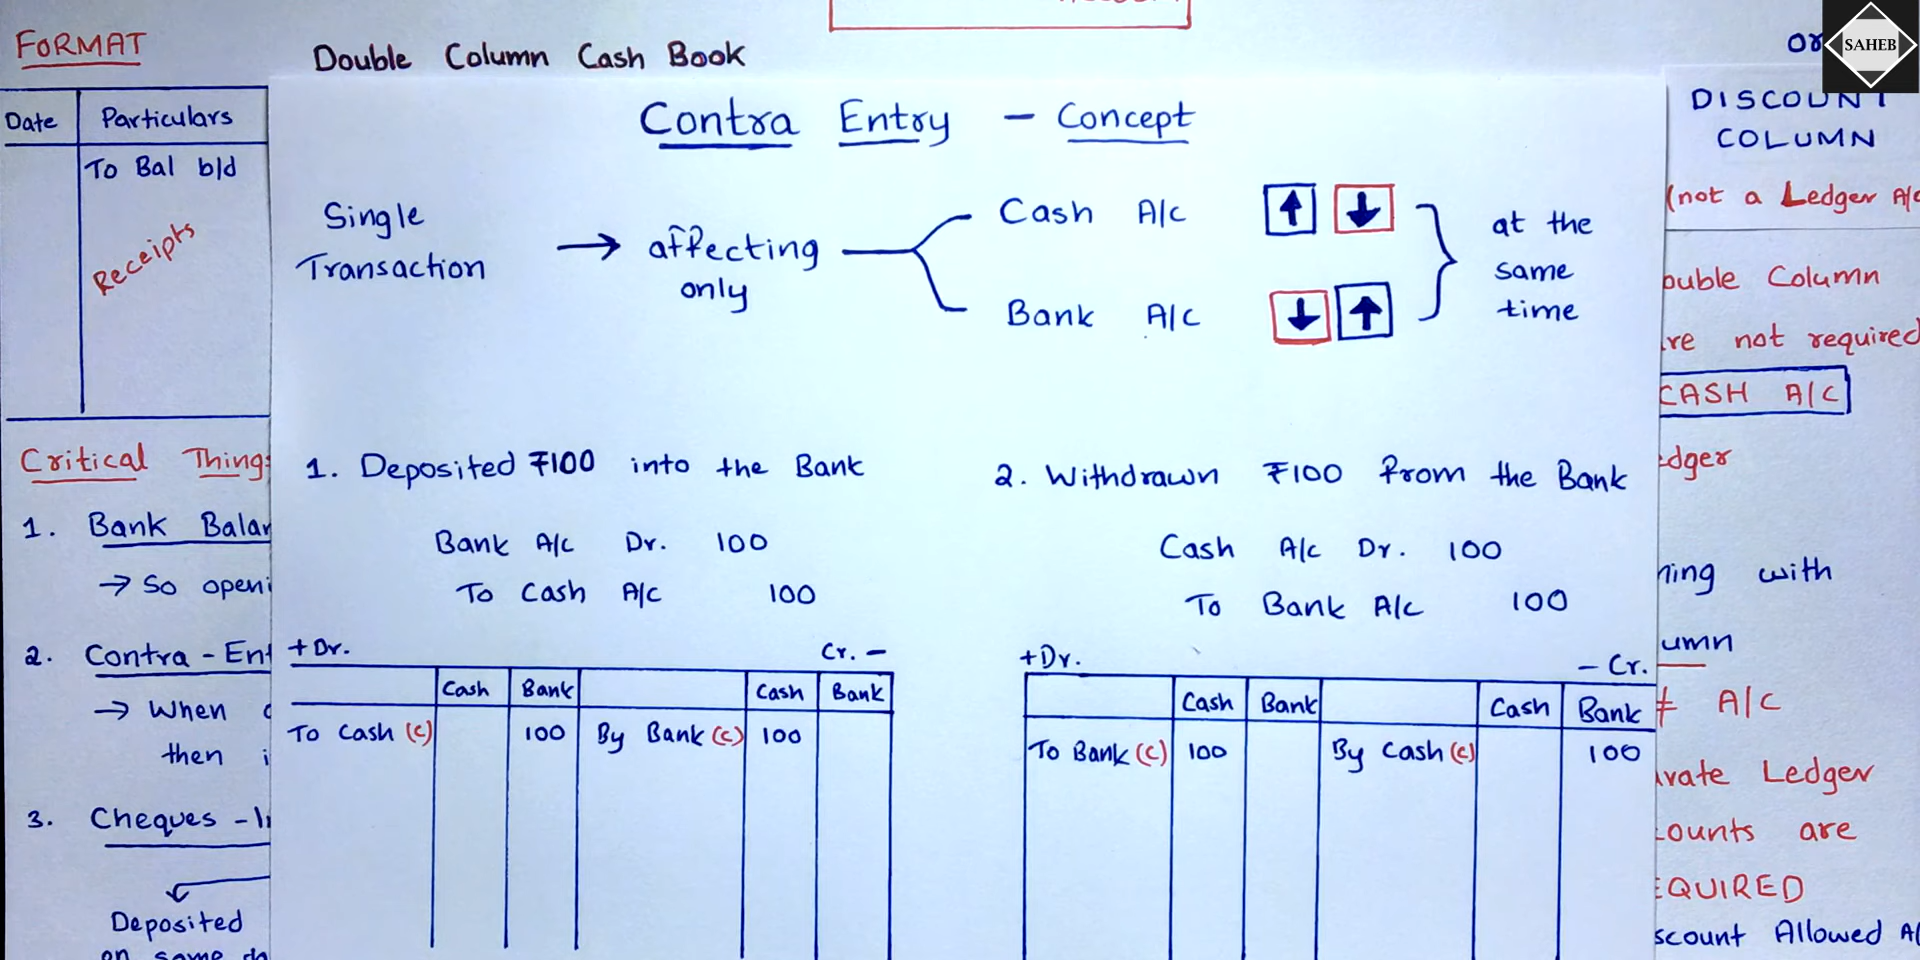 FORMAT
Double Column Cash Book
SAHEB
Date Particulars
To Bal b/d
Receipts
Critical
1. Bank
→ So
2. Contra -
→ When
then
3. Cheques -
Deposited
on same
Contra Entry - Concept
Single
Transaction
→ affecting
only
Cash A/c ↑ ↓
Bank A/c ↓ ↑
at the
same
time
1. Deposited ₹100 into the Bank
Bank A/c Dr. 100
To Cash A/c 100
+ Dr. Cr. -
Cash Bank Cash Bank
To Cash (C) 100 By Bank (C) 100
2. Withdrawn ₹100 from the Bank
Cash A/c Dr. 100
To Bank A/c 100
+ Dr. - Cr.
Cash Bank Cash Bank
To Bank (C) 100 By Cash (C) 100
DISCOUNT
COLUMN
(not a Ledger A/c
Column
not required
CASH A/C
with
≠ A/C
Ledger
are
Allowed